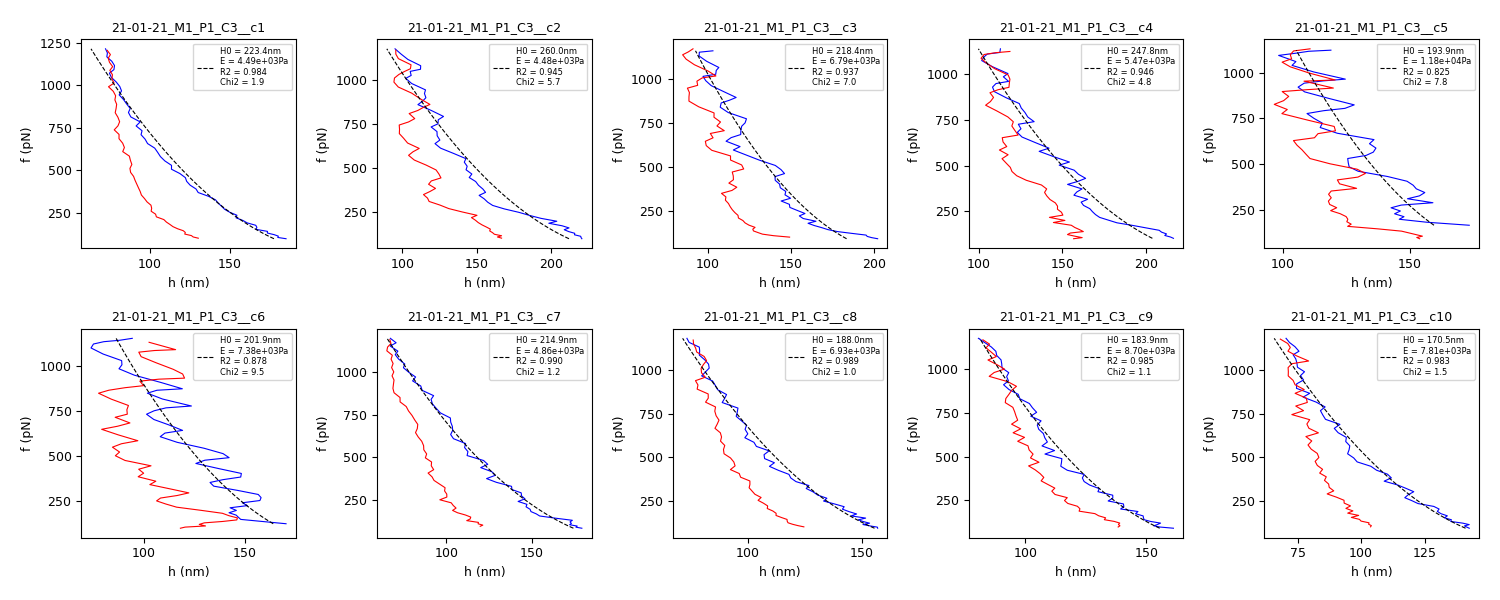 21-01-21_M1_P1_C3__c1
H0 = 223.4nm
E = 4.49e+03Pa
R2 = 0.984
Chi2 = 1.9
1250
1000
750
500
250
f (pN)
100 150
h (nm)
21-01-21_M1_P1_C3__c2
H0 = 260.0nm
E = 4.48e+03Pa
R2 = 0.945
Chi2 = 5.7
1000
750
500
250
f (pN)
100 150 200
h (nm)
21-01-21_M1_P1_C3__c3
H0 = 218.4nm
E = 6.79e+03Pa
R2 = 0.937
Chi2 = 7.0
1000
750
500
250
f (pN)
100 150 200
h (nm)
21-01-21_M1_P1_C3__c4
H0 = 247.8nm
E = 5.47e+03Pa
R2 = 0.946
Chi2 = 4.8
1000
750
500
250
f (pN)
100 150 200
h (nm)
21-01-21_M1_P1_C3__c5
H0 = 193.9nm
E = 1.18e+04Pa
R2 = 0.825
Chi2 = 7.8
1000
750
500
250
f (pN)
100 150
h (nm)
21-01-21_M1_P1_C3__c6
H0 = 201.9nm
E = 7.38e+03Pa
R2 = 0.878
Chi2 = 9.5
1000
750
500
250
f (pN)
100 150
h (nm)
21-01-21_M1_P1_C3__c7
H0 = 214.9nm
E = 4.86e+03Pa
R2 = 0.990
Chi2 = 1.2
1000
750
500
250
f (pN)
100 150
h (nm)
21-01-21_M1_P1_C3__c8
H0 = 188.0nm
E = 6.93e+03Pa
R2 = 0.989
Chi2 = 1.0
1000
750
500
250
f (pN)
100 150
h (nm)
21-01-21_M1_P1_C3__c9
H0 = 183.9nm
E = 8.70e+03Pa
R2 = 0.985
Chi2 = 1.1
1000
750
500
250
f (pN)
100 150
h (nm)
21-01-21_M1_P1_C3__c10
H0 = 170.5nm
E = 7.81e+03Pa
R2 = 0.983
Chi2 = 1.5
1000
750
500
250
f (pN)
75 100 125
h (nm)